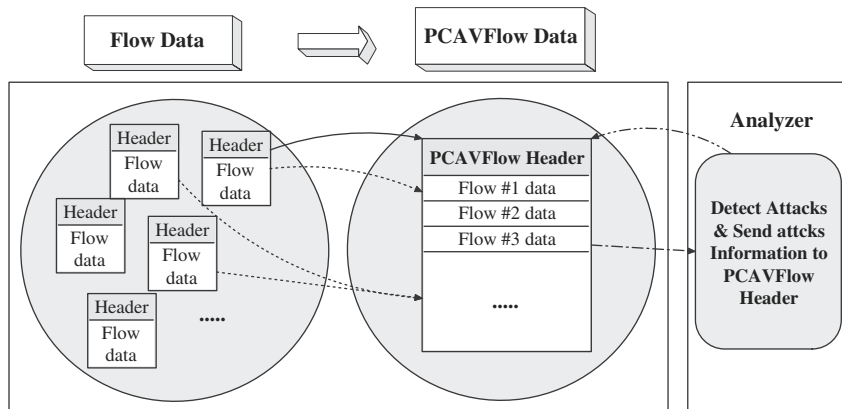 Flow Data
PCAVFlow Data
Header
Flow
data
Header
Flow
data
Header
Flow
data
Header
Flow
data
Header
Flow
data
.....
PCAVFlow Header
Flow #1 data
Flow #2 data
Flow #3 data
.....
Analyzer
Detect Attacks
& Send attcks
Information to
PCAVFlow
Header